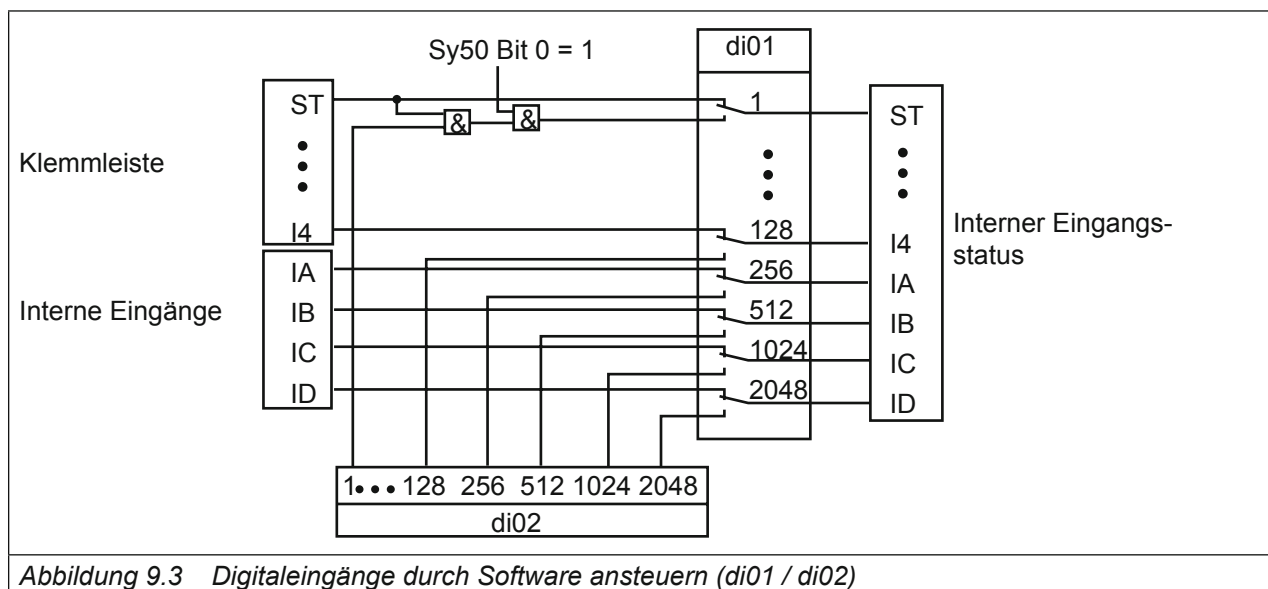 Sy50 Bit 0 = 1
di01
ST
&
&
1
ST
Klemmleiste
I4
128
I4
Interner Eingangs-
status
IA
256
IA
Interne Eingänge
IB
512
IB
IC
1024
IC
ID
2048
ID
1••• 128 256 512 1024 2048
di02
Abbildung 9.3 Digitaleingänge durch Software ansteuern (di01 / di02)